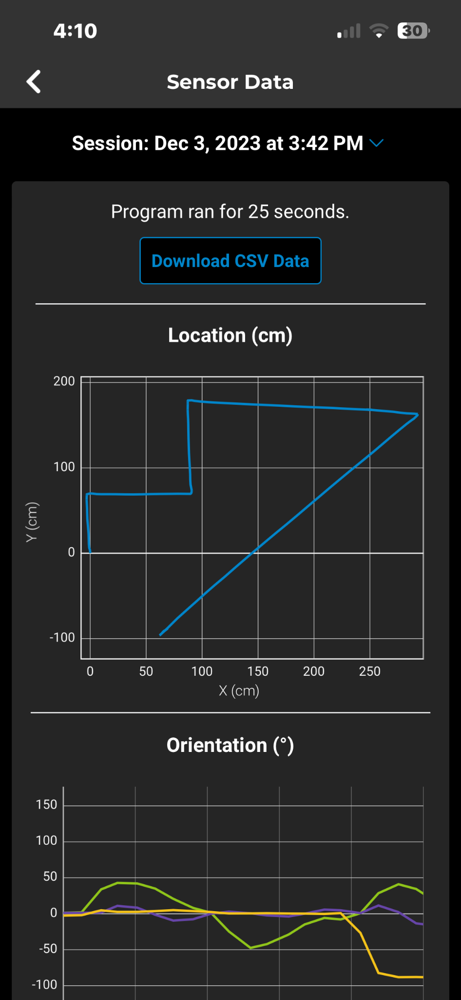 4:10
30
Sensor Data
Session: Dec 3, 2023 at 3:42 PM
Program ran for 25 seconds.
Download CSV Data
Location (cm)
200
100
0
-100
Y (cm)
0 50 100 150 200 250
X (cm)
Orientation (°)
150
100
50
0
-50
-100